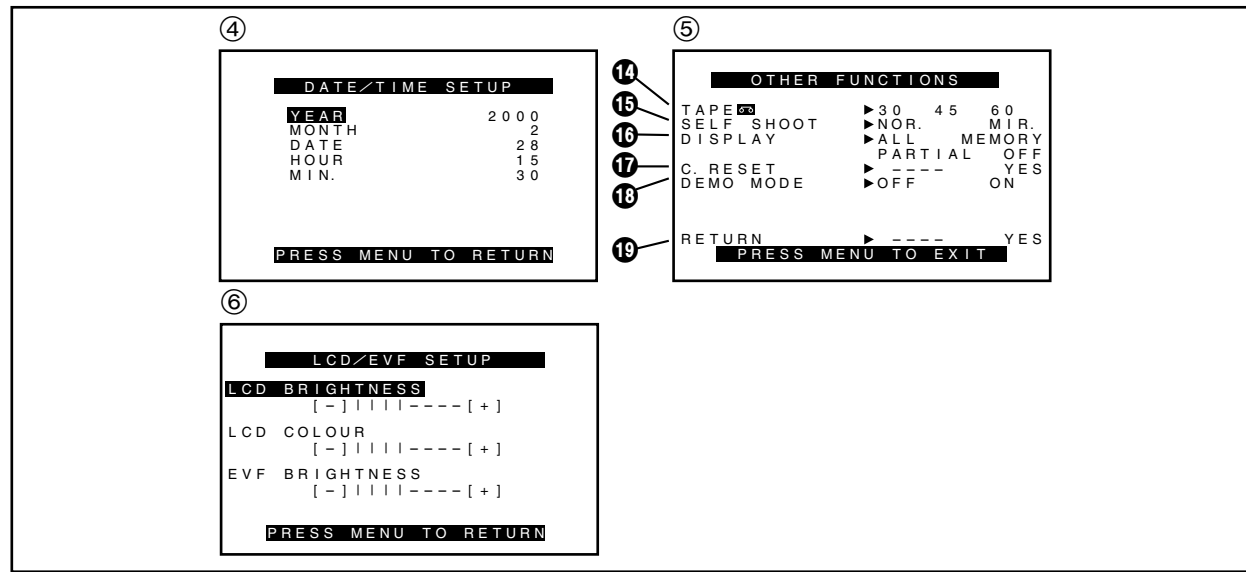 ④
DATE/TIME SETUP
YEAR 2000
MONTH 2
DATE 28
HOUR 15
MIN. 30
PRESS MENU TO RETURN
⑤
OTHER FUNCTIONS
⓮ TAPE ►30 45 60
⓯ SELF SHOOT ►NOR. MIR.
⓰ DISPLAY ►ALL MEMORY
PARTIAL OFF
⓱ C. RESET ► ---- YES
⓲ DEMO MODE ►OFF ON
⓳ RETURN ► ---- YES
PRESS MENU TO EXIT
⑥
LCD/EVF SETUP
LCD BRIGHTNESS
[-]||||----[+]
LCD COLOUR
[-]||||----[+]
EVF BRIGHTNESS
[-]||||----[+]
PRESS MENU TO RETURN